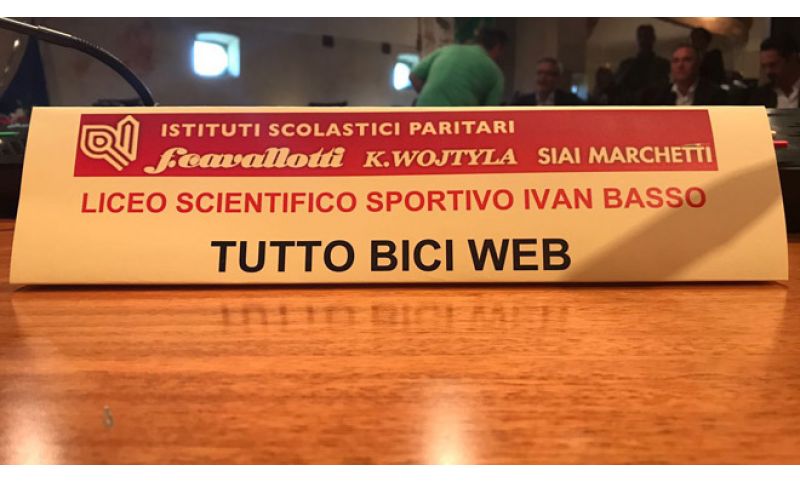 ISTITUTI SCOLASTICI PARITARI
f.cavallotti K.WOJTYLA SIAI MARCHETTI
LICEO SCIENTIFICO SPORTIVO IVAN BASSO
TUTTO BICI WEB